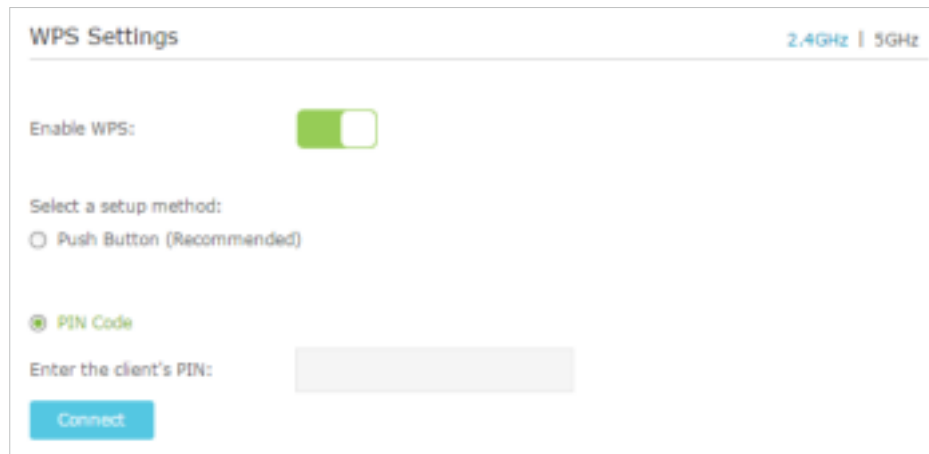 WPS Settings 2.4GHz | 5GHz
Enable WPS:
Select a setup method:
Push Button (Recommended)
PIN Code
Enter the client's PIN:
Connect